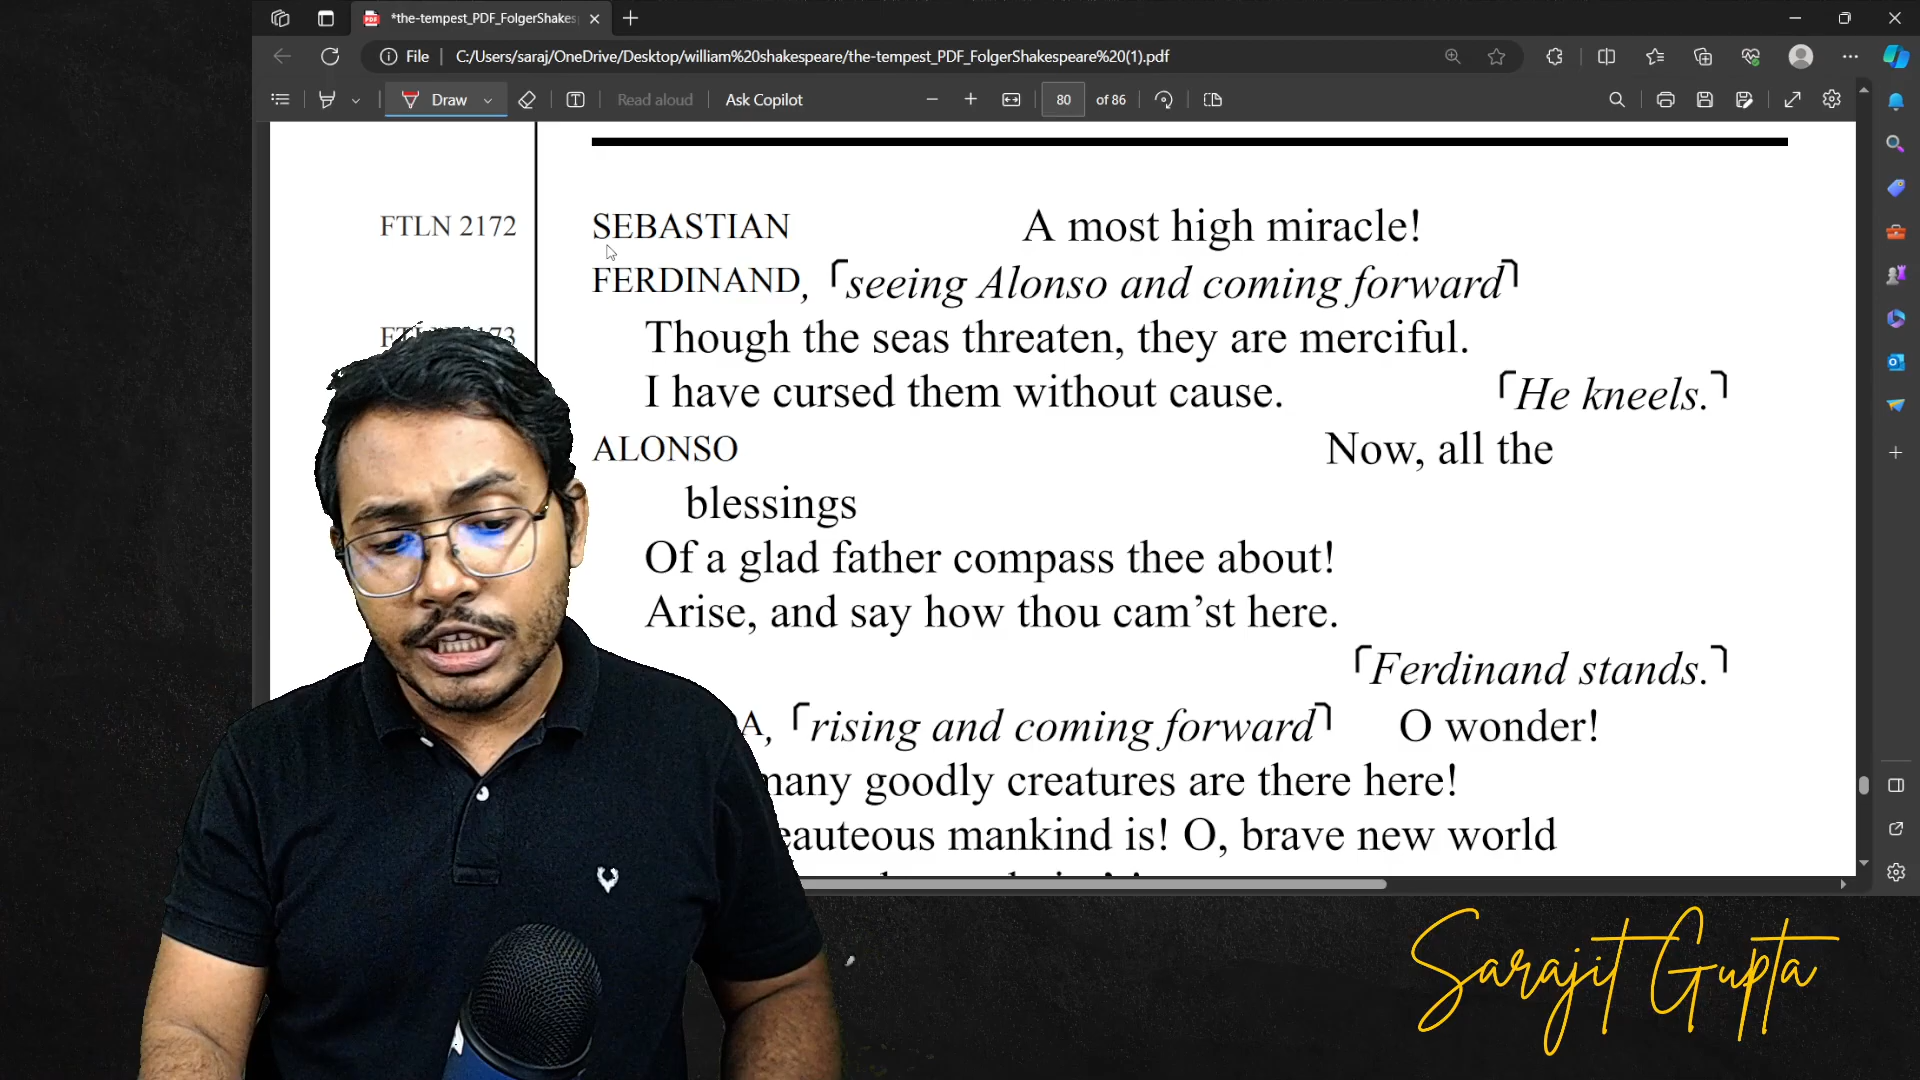 *the-tempest_PDF_FolgerShakes
File C:/Users/saraj/OneDrive/Desktop/william%20shakespeare/the-tempest_PDF_FolgerShakespeare%20(1).pdf
Draw Read aloud Ask Copilot 80 of 86
FTLN 2172 SEBASTIAN A most high miracle!
FERDINAND, ⌜seeing Alonso and coming forward⌝
Though the seas threaten, they are merciful.
I have cursed them without cause. ⌜He kneels.⌝
ALONSO Now, all the
blessings
Of a glad father compass thee about!
Arise, and say how thou cam’st here.
⌜Ferdinand stands.⌝
A, ⌜rising and coming forward⌝ O wonder!
many goodly creatures are there here!
eauteous mankind is! O, brave new world
Sarajit Gupta